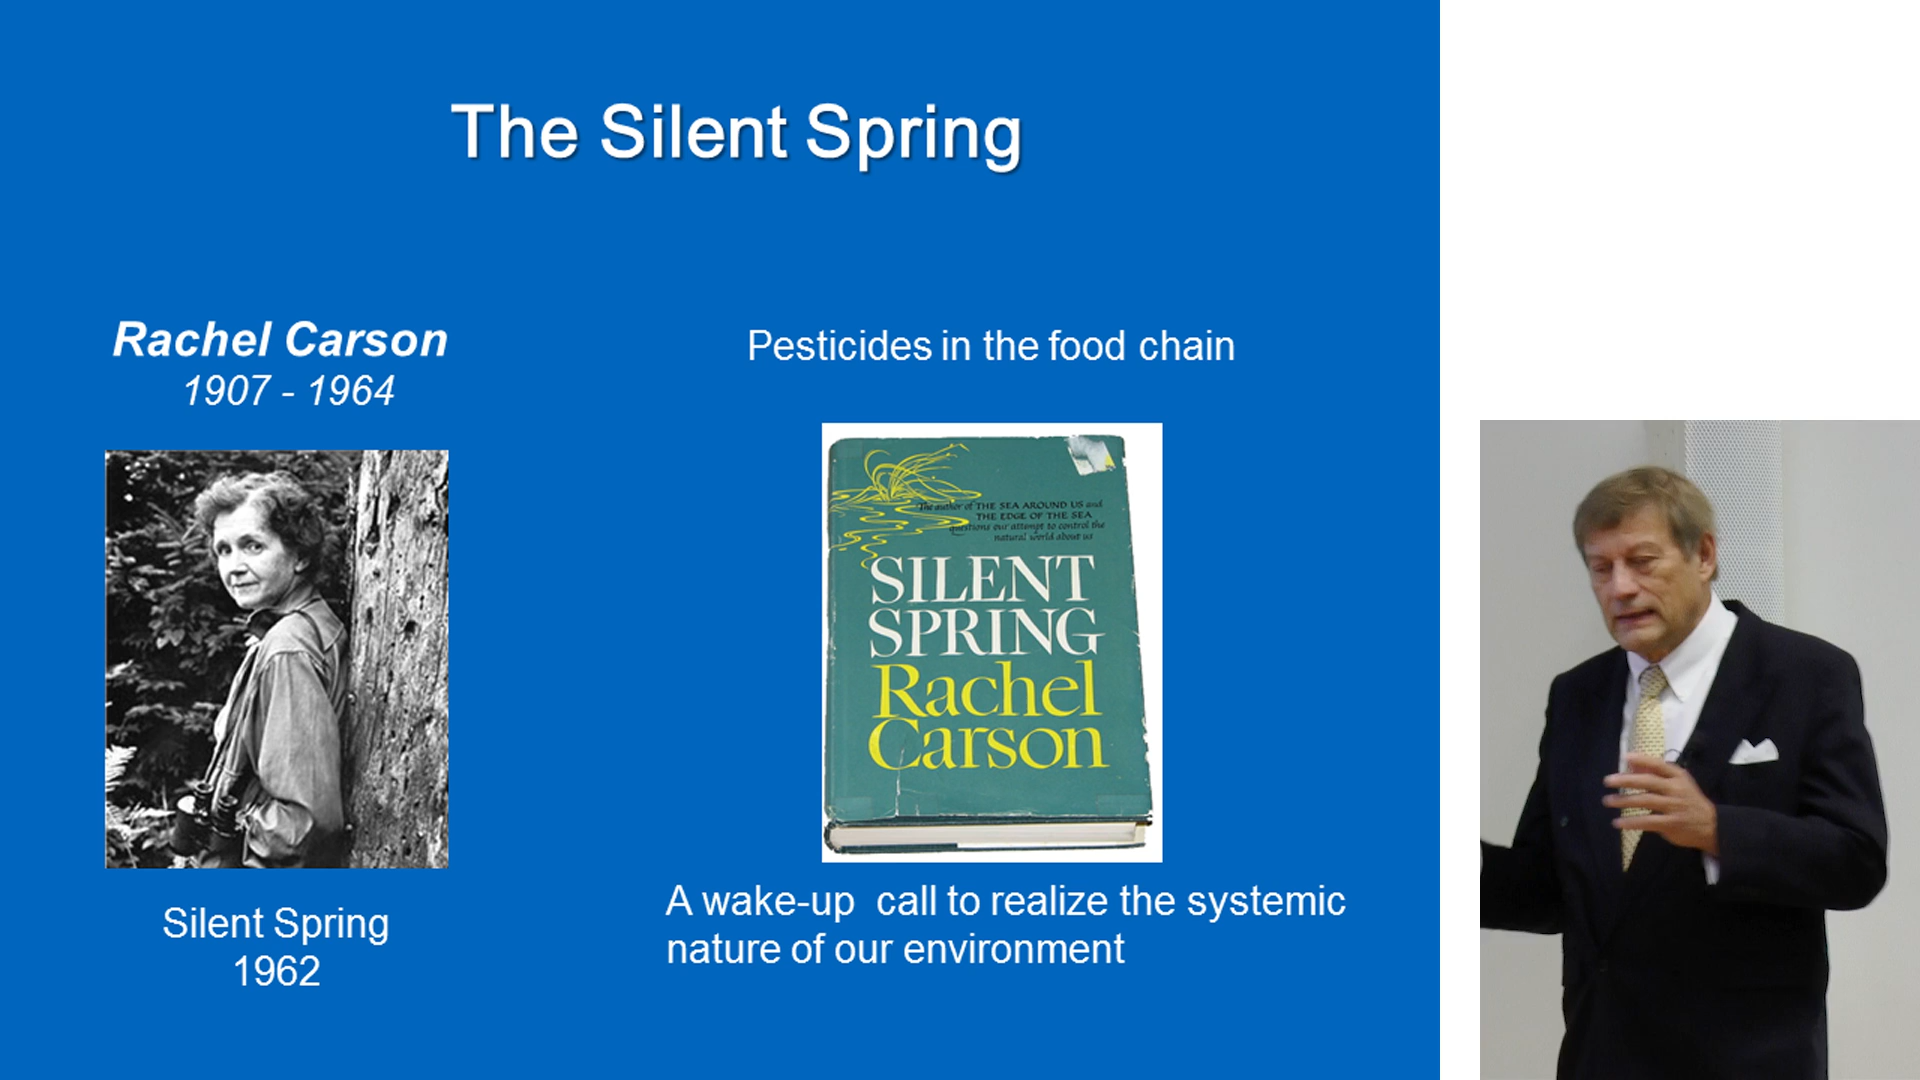 The Silent Spring
Rachel Carson
1907 - 1964
Silent Spring
1962
Pesticides in the food chain
The author of THE SEA AROUND US and
THE EDGE OF THE SEA
questions our attempt to control the
natural world about us
SILENT
SPRING
Rachel
Carson
A wake-up call to realize the systemic
nature of our environment